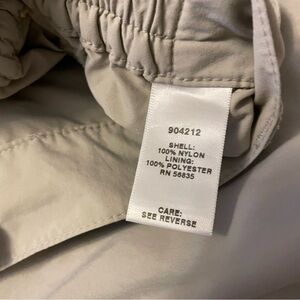 904212
SHELL:
100% NYLON
LINING:
100% POLYESTER
RN 56835
CARE:
SEE REVERSE